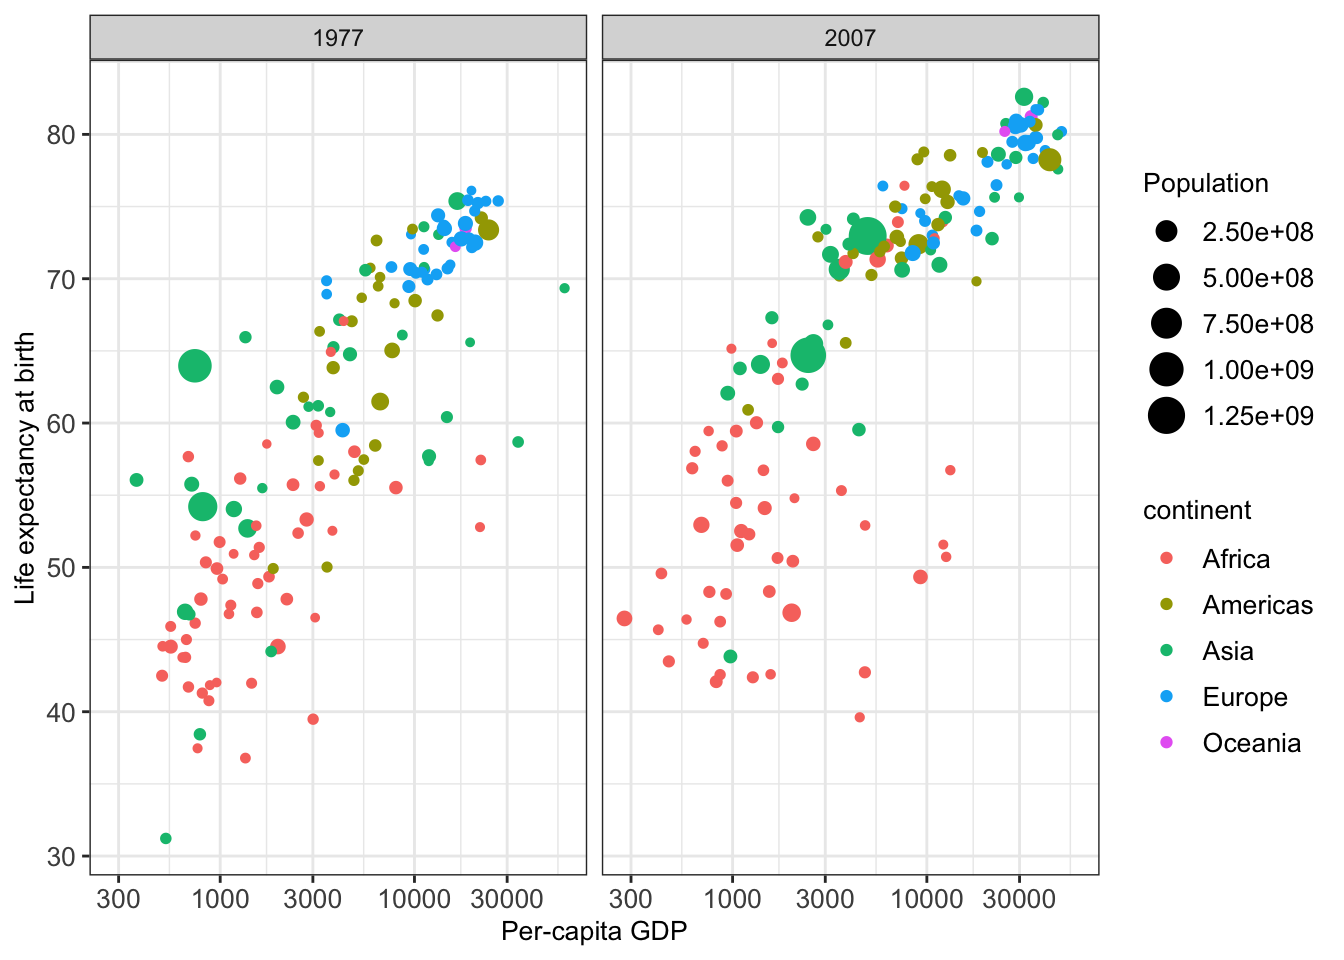 1977
2007
80
70
60
50
40
30
Life expectancy at birth
300 1000 3000 10000 30000
300 1000 3000 10000 30000
Per-capita GDP
Population
2.50e+08
5.00e+08
7.50e+08
1.00e+09
1.25e+09
continent
Africa
Americas
Asia
Europe
Oceania